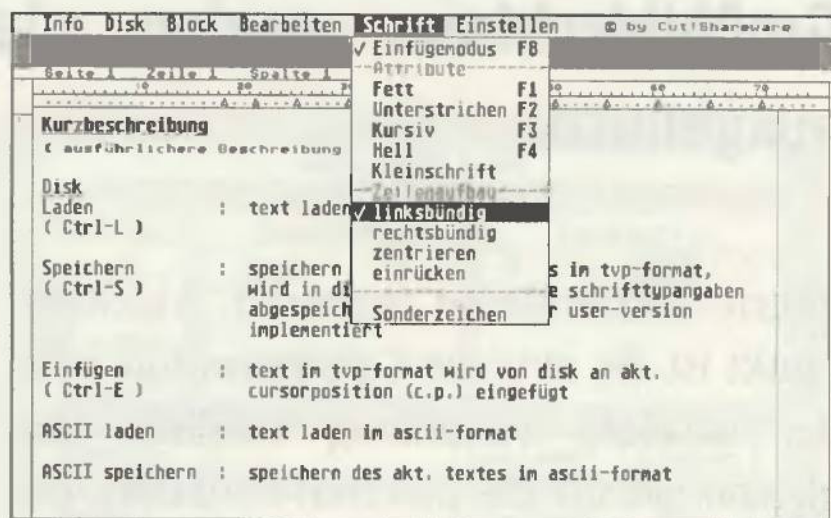 Info Disk Block Bearbeiten Schrift Einstellen © by Cut!Shareware
Seite 1 Zeile 1 Spalte 1
60 70
✓ Einfügemodus F8
Attribute
Fett F1
Unterstrichen F2
Kursiv F3
Hell F4
Kleinschrift
Zeilenaufbau
✓ linksbündig
rechtsbündig
zentrieren
einrücken
Sonderzeichen
Kurzbeschreibung
( ausführlichere Beschreibung
Disk
Laden : text laden
( Ctrl-L )
Speichern : speichern s im tvp-format,
( Ctrl-S ) wird in di e schrifttypangaben
abgespeich r user-version
implementiert
Einfügen : text im tvp-format wird von disk an akt.
( Ctrl-E ) cursorposition (c.p.) eingefügt
ASCII laden : text laden im ascii-format
ASCII speichern : speichern des akt. textes im ascii-format